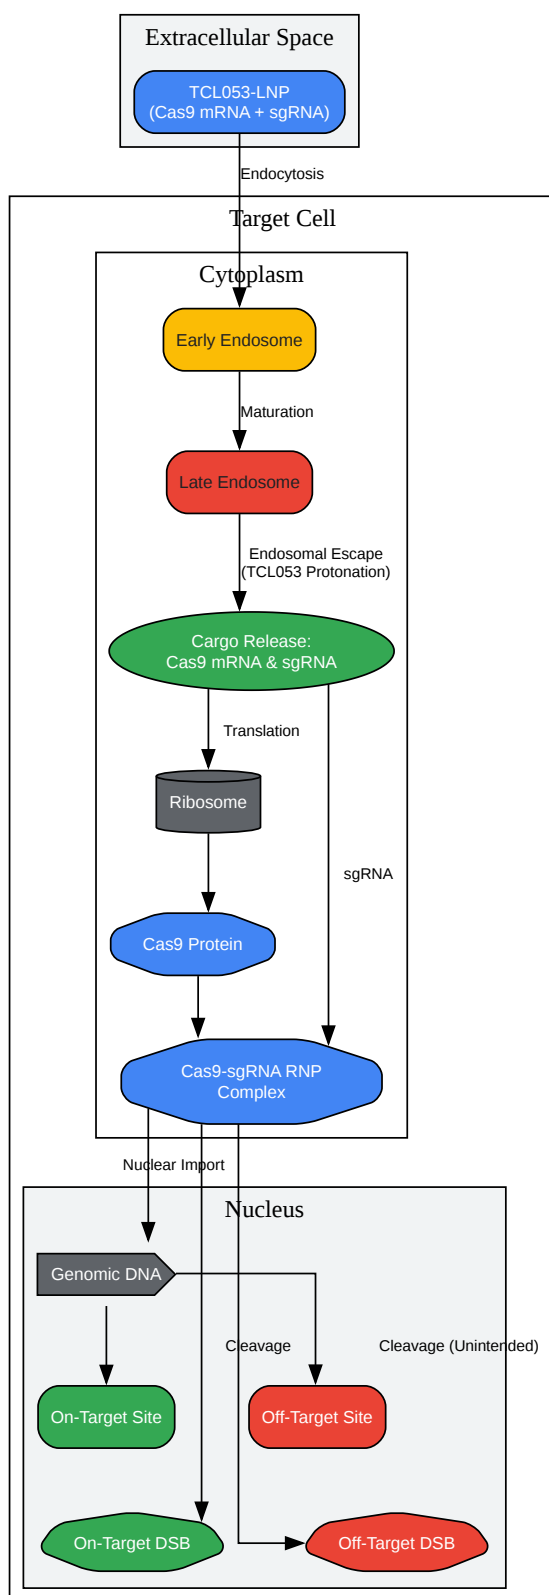 Extracellular Space
TCL053-LNP
(Cas9 mRNA + sgRNA)
Endocytosis
Target Cell
Cytoplasm
Early Endosome
Maturation
Late Endosome
Endosomal Escape
(TCL053 Protonation)
Cargo Release:
Cas9 mRNA & sgRNA
Translation
Ribosome
sgRNA
Cas9 Protein
Cas9-sgRNA RNP
Complex
Nuclear Import
Nucleus
Genomic DNA
Cleavage
Cleavage (Unintended)
On-Target Site
Off-Target Site
On-Target DSB
Off-Target DSB